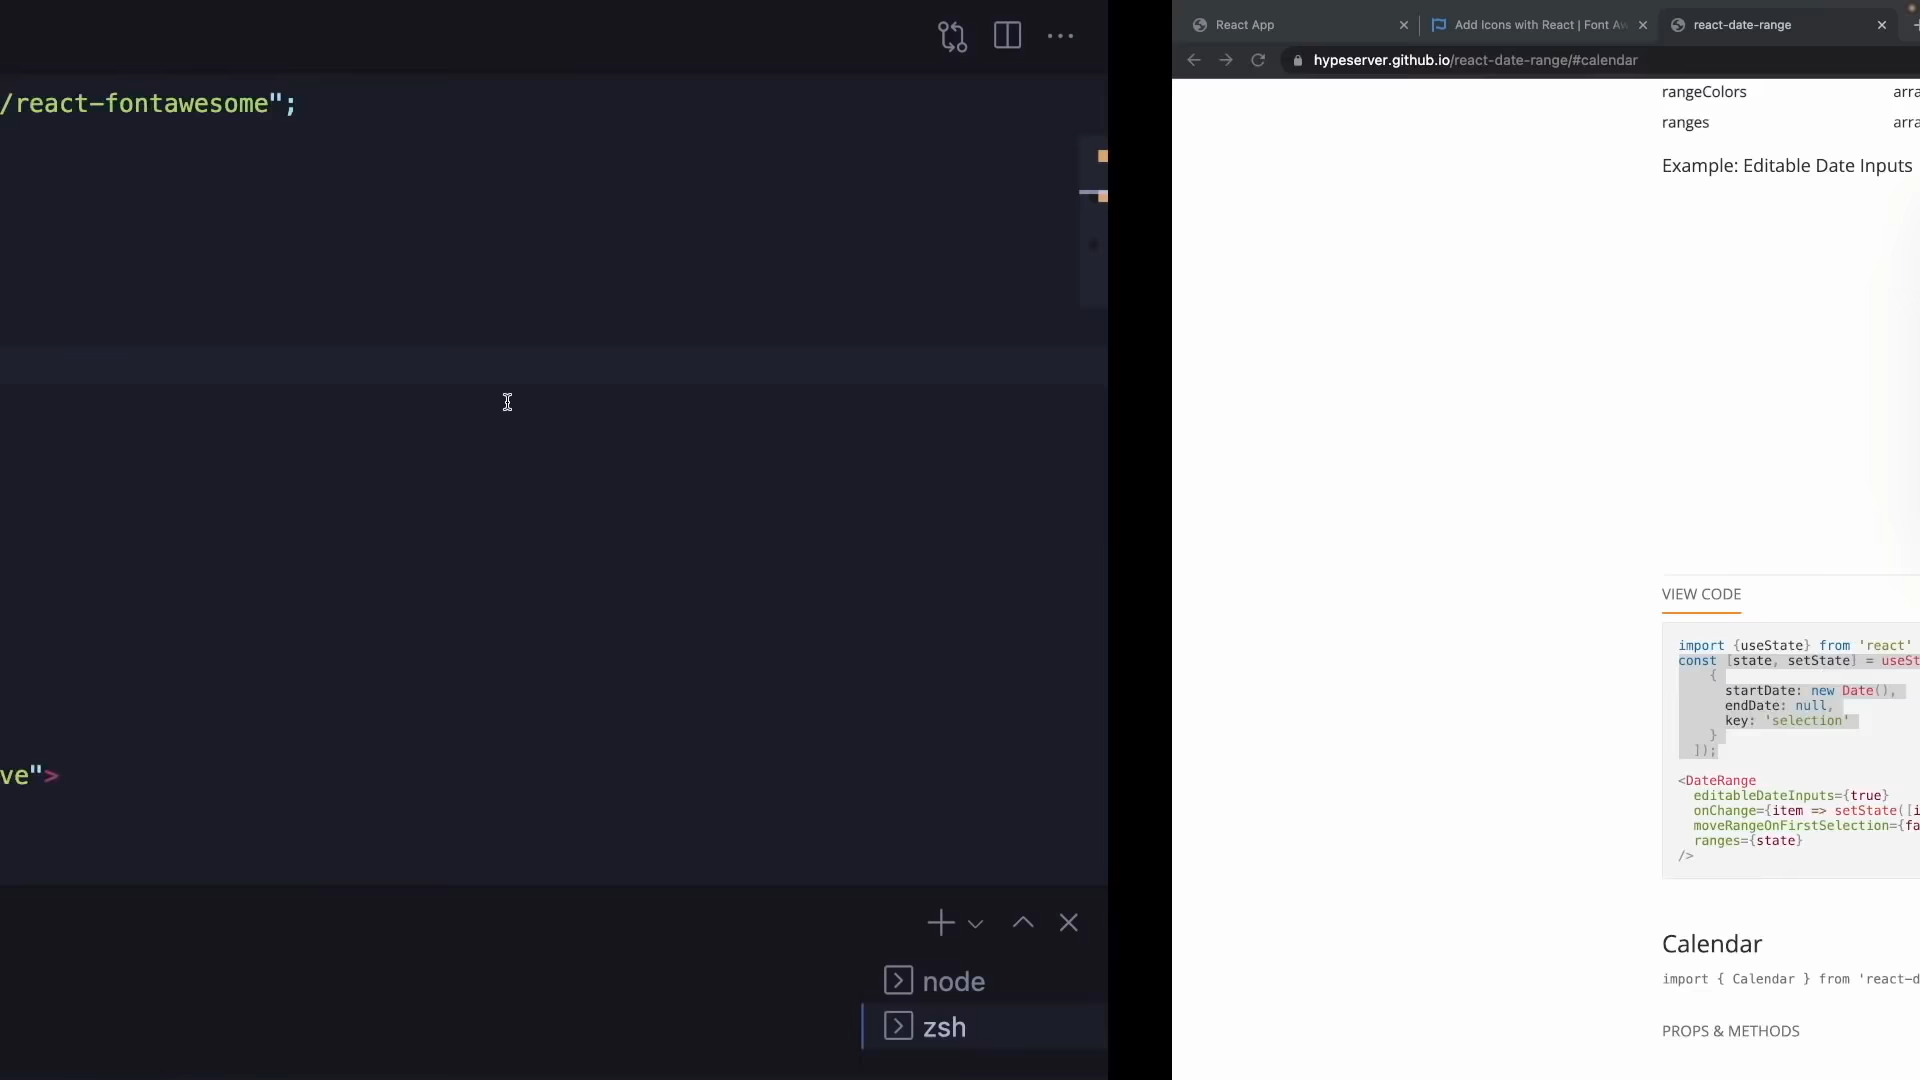 /react-fontawesome";
ve">
node
zsh
React App
Add Icons with React | Font Aw
react-date-range
hypeserver.github.io/react-date-range/#calendar
rangeColors arra
ranges arra
Example: Editable Date Inputs
VIEW CODE
import {useState} from 'react'
const [state, setState] = useSt
{
startDate: new Date(),
endDate: null,
key: 'selection'
}
]);
<DateRange
editableDateInputs={true}
onChange={item => setState([i
moveRangeOnFirstSelection={fa
ranges={state}
/>
Calendar
import { Calendar } from 'react-d
PROPS & METHODS